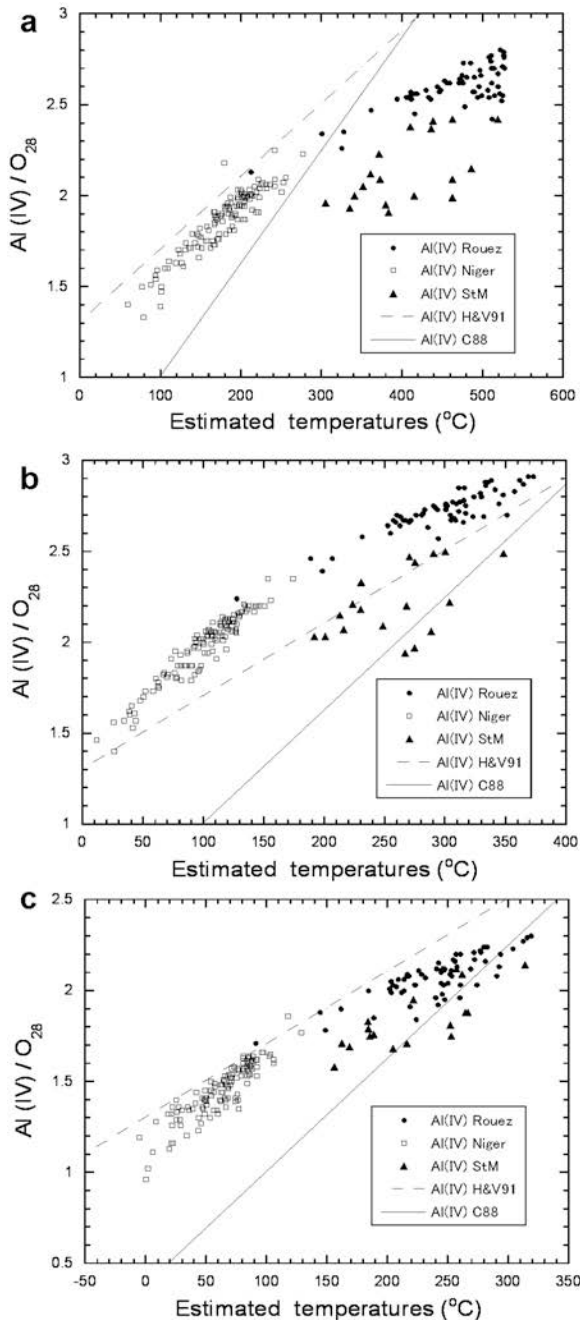 a
3
2.5
2
1.5
1
Al (IV) / O28
Al(IV) Rouez
Al(IV) Niger
Al(IV) StM
Al(IV) H&V91
Al(IV) C88
0 100 200 300 400 500 600
Estimated temperatures (°C)
b
3
2.5
2
1.5
1
Al (IV) / O28
Al(IV) Rouez
Al(IV) Niger
Al(IV) StM
Al(IV) H&V91
Al(IV) C88
0 50 100 150 200 250 300 350 400
Estimated temperatures (°C)
c
2.5
2
1.5
1
0.5
Al (IV) / O28
Al(IV) Rouez
Al(IV) Niger
Al(IV) StM
Al(IV) H&V91
Al(IV) C88
-50 0 50 100 150 200 250 300 350
Estimated temperatures (°C)